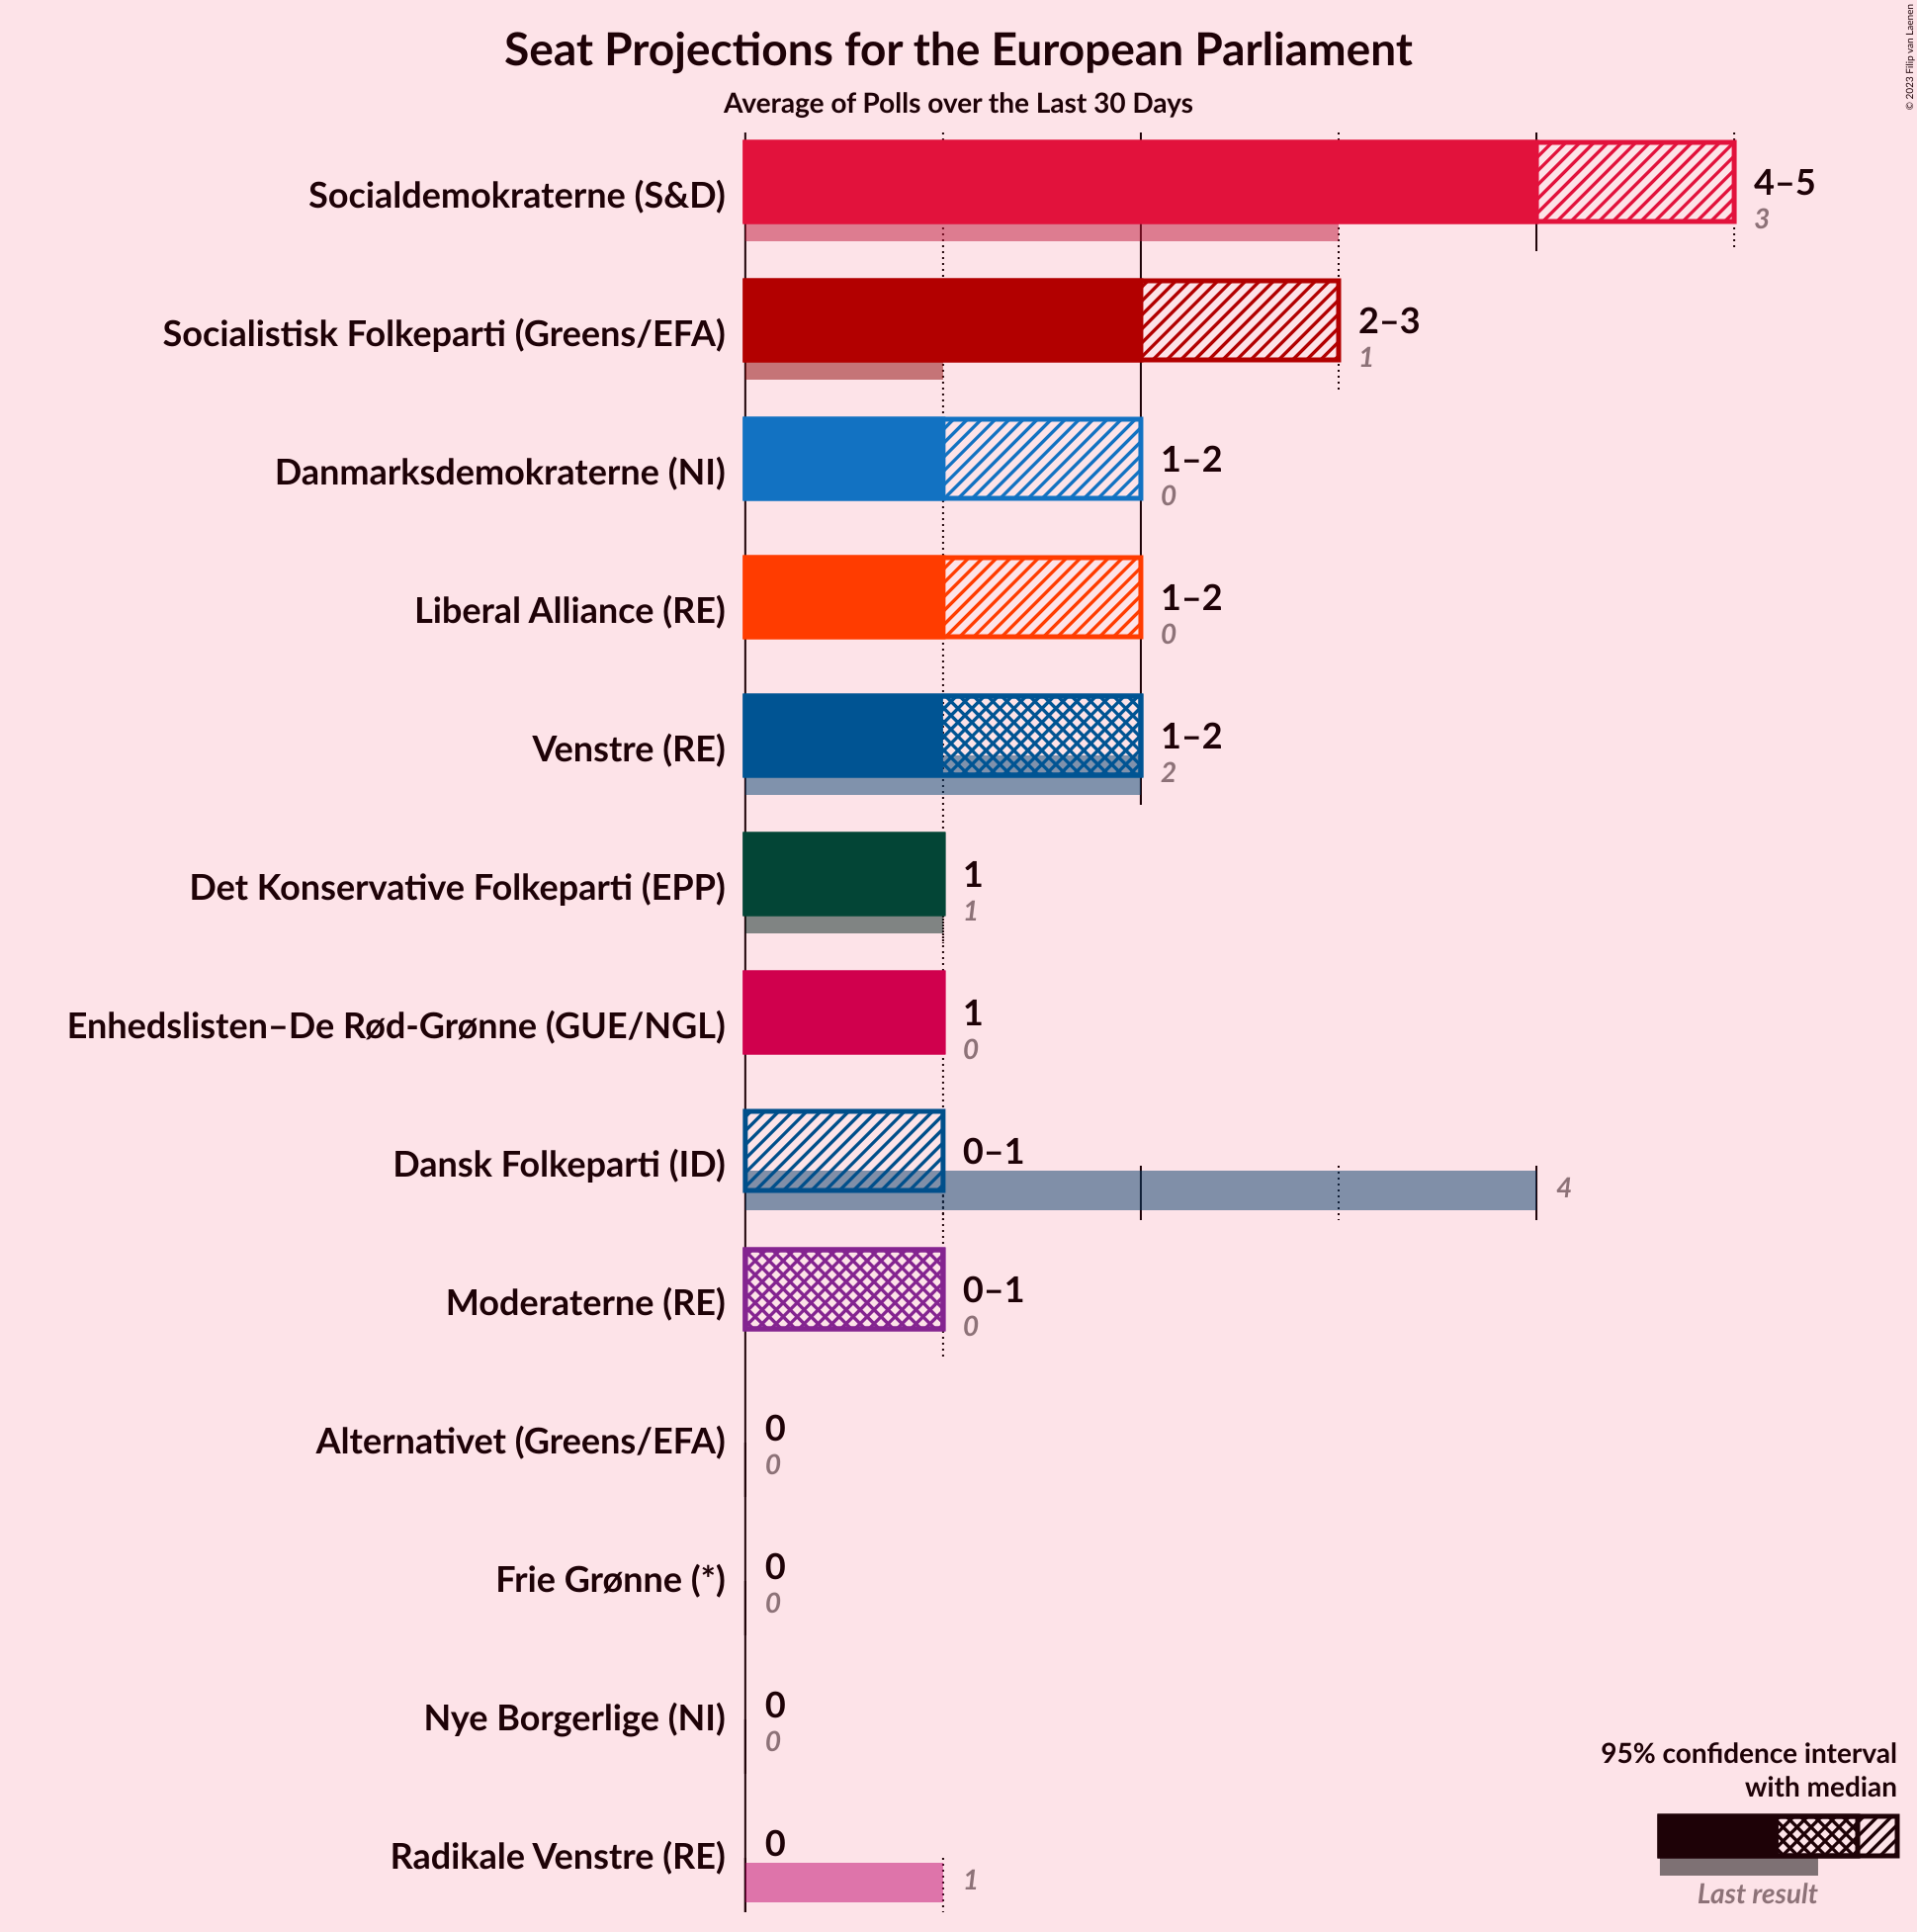 Seat Projections for the European Parliament
Average of Polls over the Last 30 Days
© 2023 Filip van Laenen
Socialdemokraterne (S&D)
4–5
3
Socialistisk Folkeparti (Greens/EFA)
2–3
1
Danmarksdemokraterne (NI)
1–2
0
Liberal Alliance (RE)
1–2
0
Venstre (RE)
1–2
2
Det Konservative Folkeparti (EPP)
1
1
Enhedslisten–De Rød-Grønne (GUE/NGL)
1
0
Dansk Folkeparti (ID)
0–1
4
Moderaterne (RE)
0–1
0
Alternativet (Greens/EFA)
0
0
Frie Grønne (*)
0
0
Nye Borgerlige (NI)
0
0
Radikale Venstre (RE)
0
1
95% confidence interval
with median
Last result